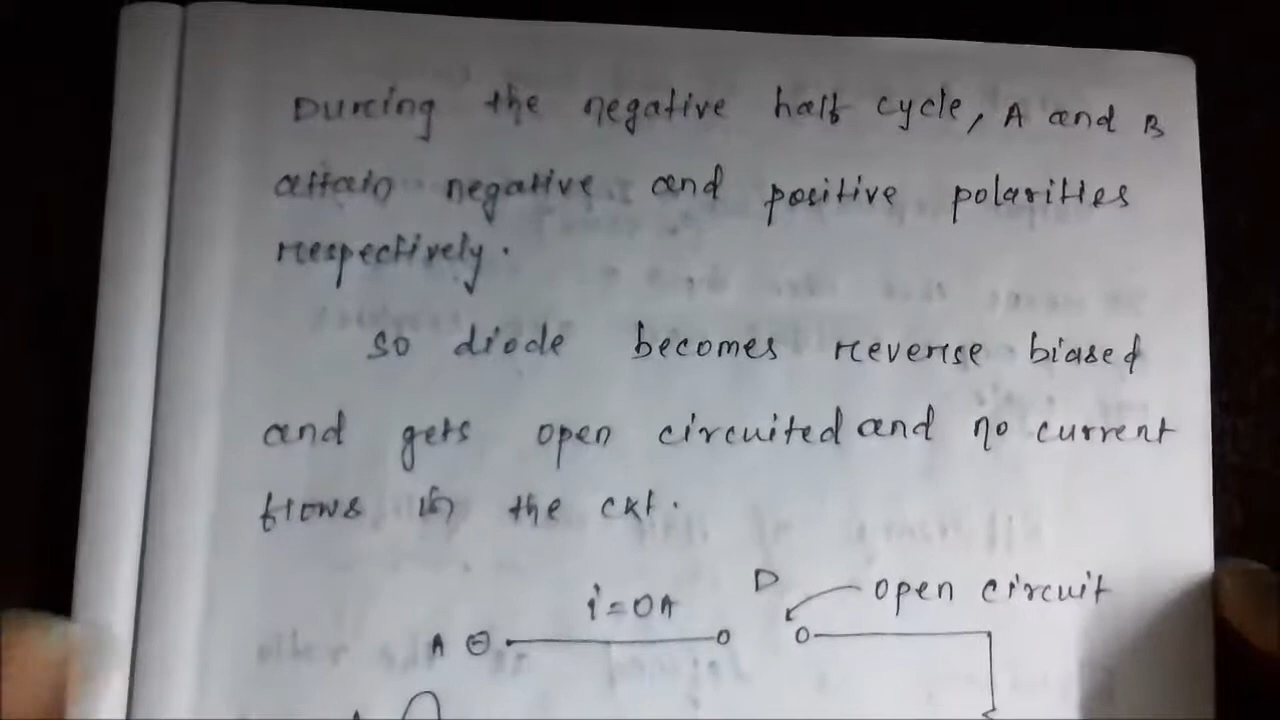 During the negative half cycle, A and B
attain negative and positive polarities
respectively.
So diode becomes reverse biased
and gets open circuited and no current
flows in the ckt.
i=0A D open circuit
A ⊖